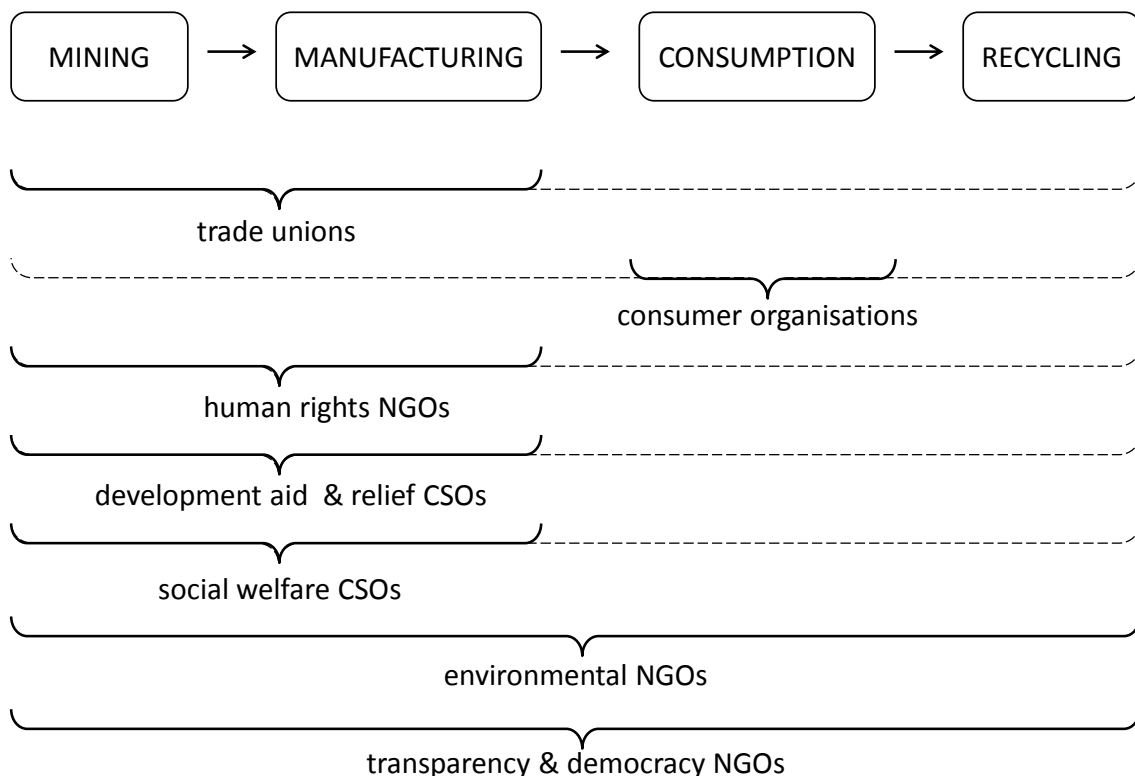 MINING MANUFACTURING CONSUMPTION RECYCLING
trade unions
consumer organisations
human rights NGOs
development aid & relief CSOs
social welfare CSOs
environmental NGOs
transparency & democracy NGOs